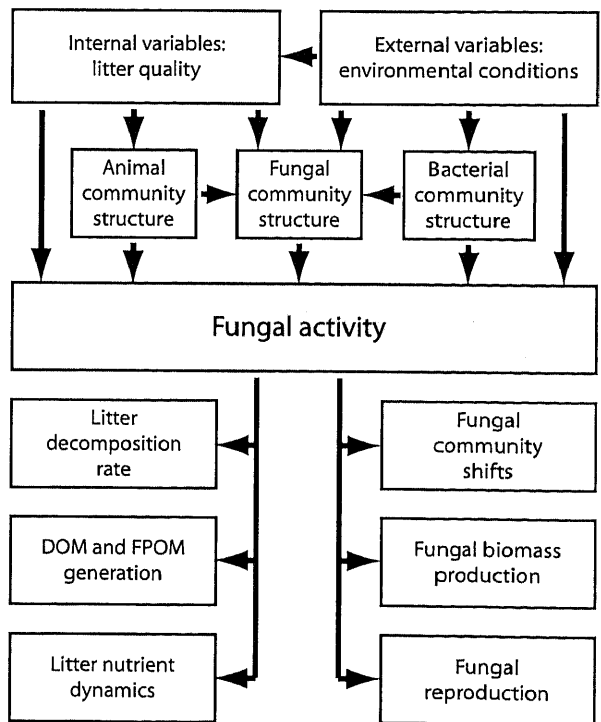 Internal variables:
litter quality
External variables:
environmental conditions
Animal
community
structure
Fungal
community
structure
Bacterial
community
structure
Fungal activity
Litter
decomposition
rate
Fungal
community
shifts
DOM and FPOM
generation
Fungal biomass
production
Litter nutrient
dynamics
Fungal
reproduction